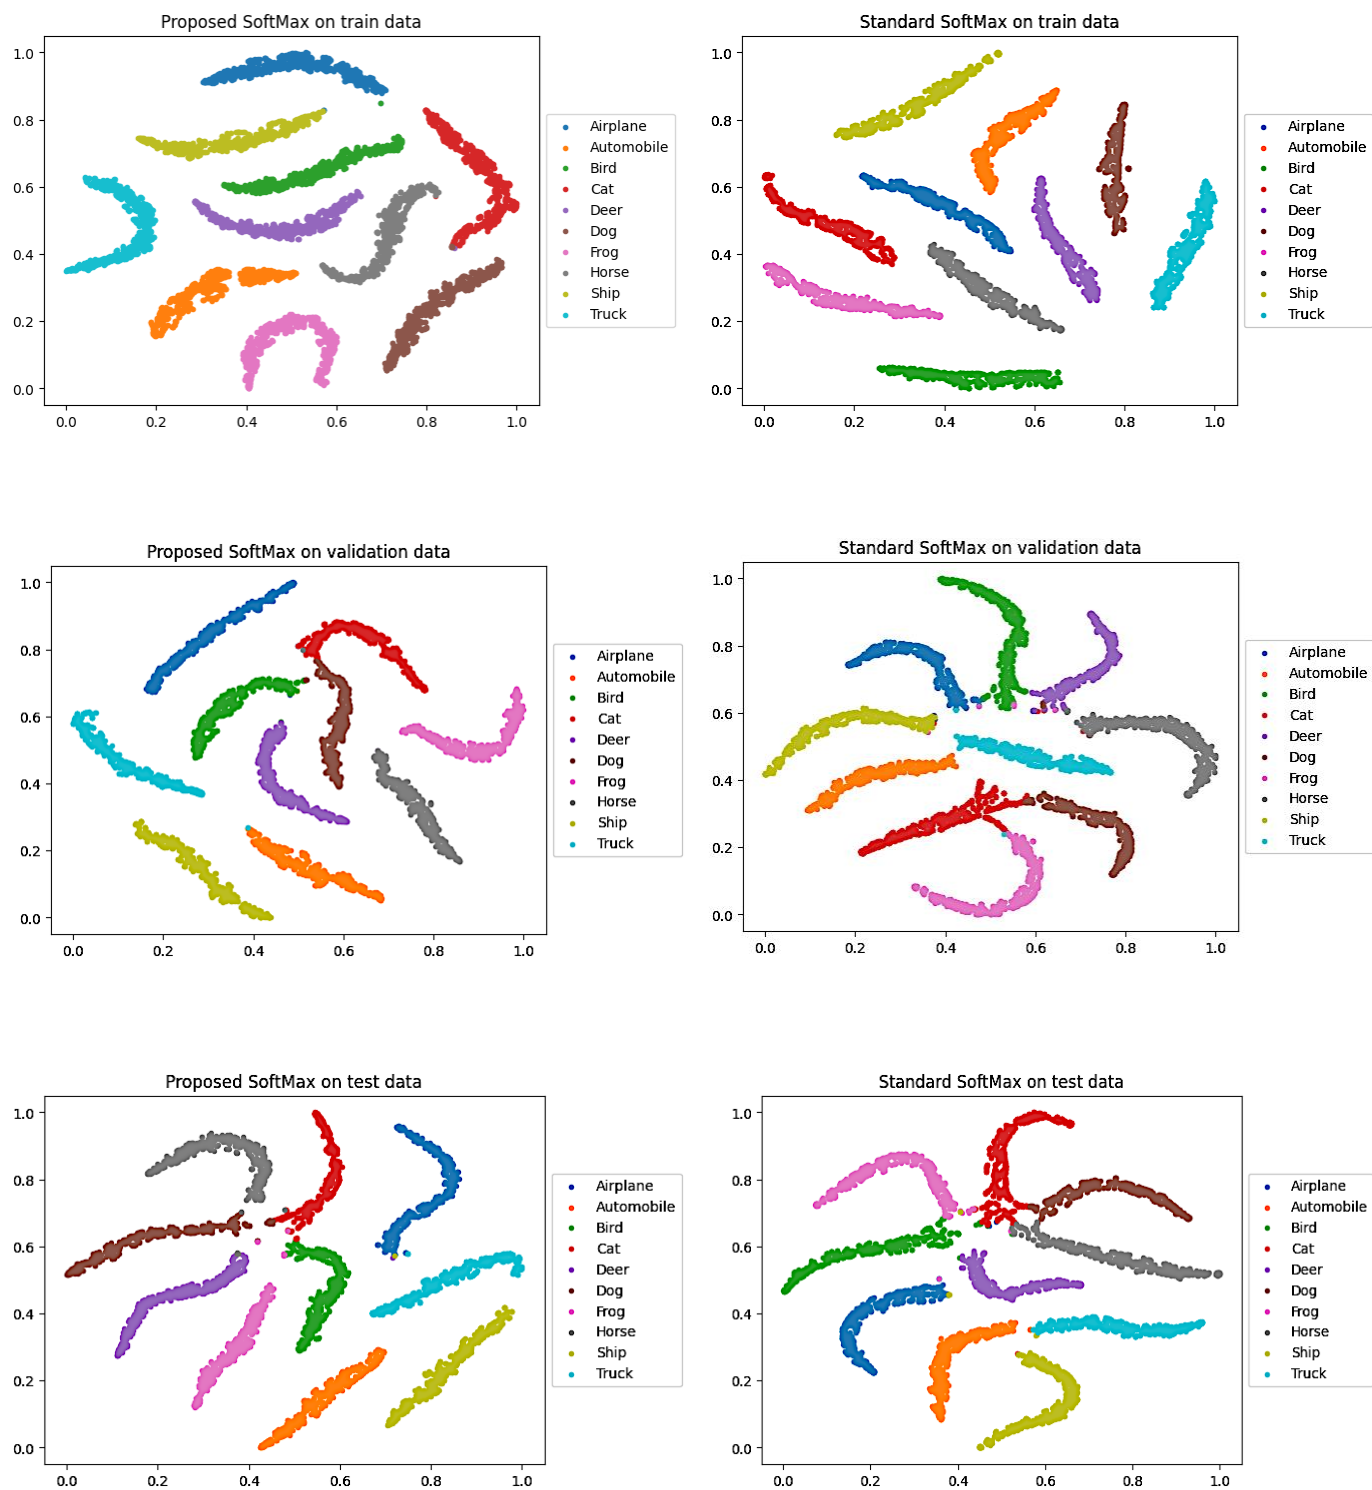 Proposed SoftMax on train data
1.0
0.8
0.6
0.4
0.2
0.0
0.0 0.2 0.4 0.6 0.8 1.0
Airplane
Automobile
Bird
Cat
Deer
Dog
Frog
Horse
Ship
Truck
Standard SoftMax on train data
1.0
0.8
0.6
0.4
0.2
0.0
0.0 0.2 0.4 0.6 0.8 1.0
Airplane
Automobile
Bird
Cat
Deer
Dog
Frog
Horse
Ship
Truck
Proposed SoftMax on validation data
1.0
0.8
0.6
0.4
0.2
0.0
0.0 0.2 0.4 0.6 0.8 1.0
Airplane
Automobile
Bird
Cat
Deer
Dog
Frog
Horse
Ship
Truck
Standard SoftMax on validation data
1.0
0.8
0.6
0.4
0.2
0.0
0.0 0.2 0.4 0.6 0.8 1.0
Airplane
Automobile
Bird
Cat
Deer
Dog
Frog
Horse
Ship
Truck
Proposed SoftMax on test data
1.0
0.8
0.6
0.4
0.2
0.0
0.0 0.2 0.4 0.6 0.8 1.0
Airplane
Automobile
Bird
Cat
Deer
Dog
Frog
Horse
Ship
Truck
Standard SoftMax on test data
1.0
0.8
0.6
0.4
0.2
0.0
0.0 0.2 0.4 0.6 0.8 1.0
Airplane
Automobile
Bird
Cat
Deer
Dog
Frog
Horse
Ship
Truck